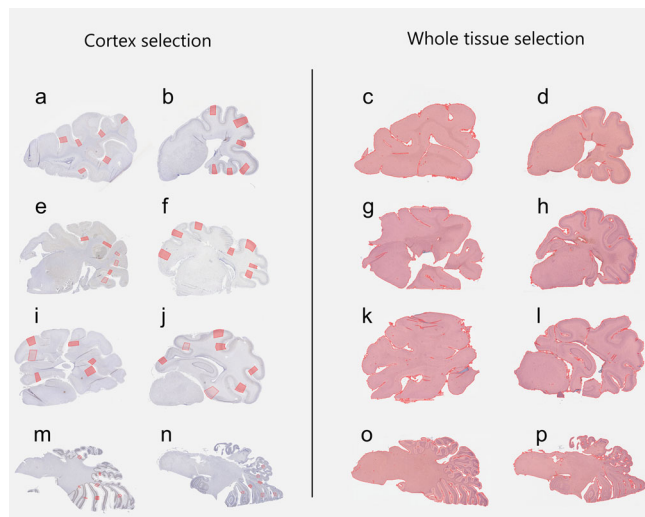 Cortex selection
Whole tissue selection
a b c d
e f g h
i j k l
m n o p